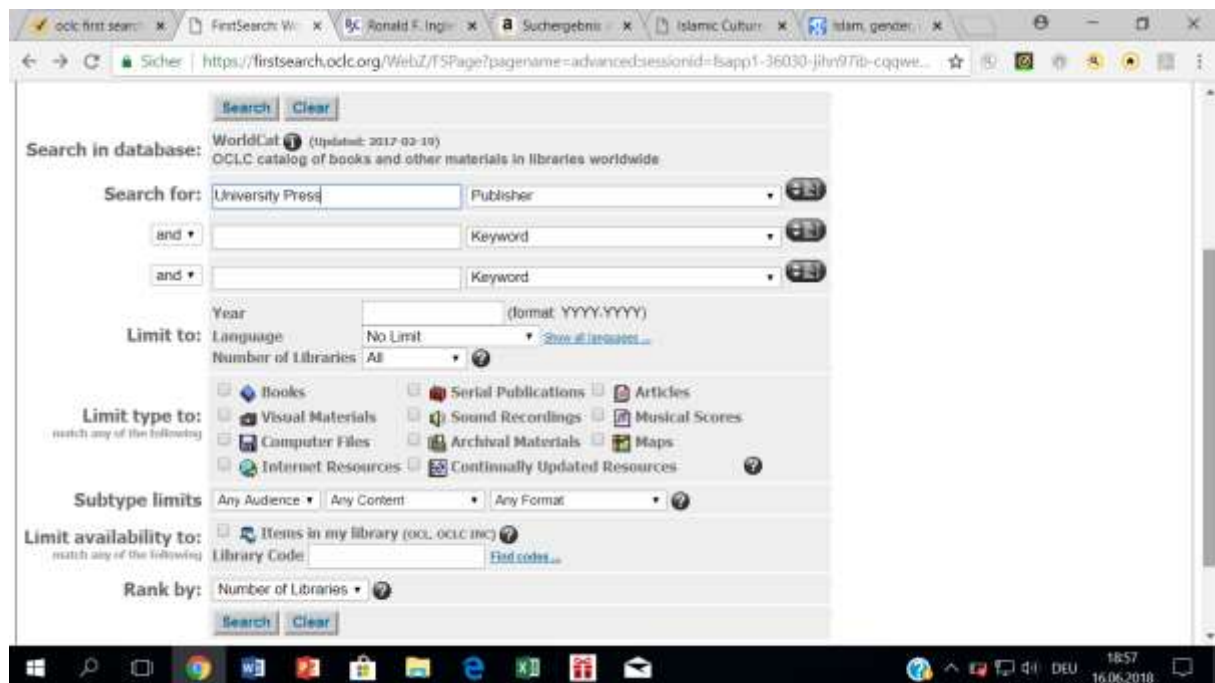 oclc first sear
FirstSearch: Wo
Ronald F. Ingle
Suchergebnis
Islamic Culture
Islam, gender,
Sicher
https://firstsearch.oclc.org/WebZ/FSPage?pagename=advanced:sessionid=fsapp1-36030-jihn97ib-cqqwe...
Search Clear
Search in database: WorldCat (Updated: 2017-02-19)
OCLC catalog of books and other materials in libraries worldwide
Search for: University Press Publisher
and Keyword
and Keyword
Year (format: YYYY-YYYY)
Limit to: Language No Limit Show all languages ...
Number of Libraries All
Books Serial Publications Articles
Limit type to: Visual Materials Sound Recordings Musical Scores
match any of the following
Computer Files Archival Materials Maps
Internet Resources Continually Updated Resources
Subtype limits Any Audience Any Content Any Format
Limit availability to: Items in my library (OCL, OCLC INC)
match any of the following Library Code Find codes ...
Rank by: Number of Libraries
Search Clear
DEU
18:57
16.06.2018